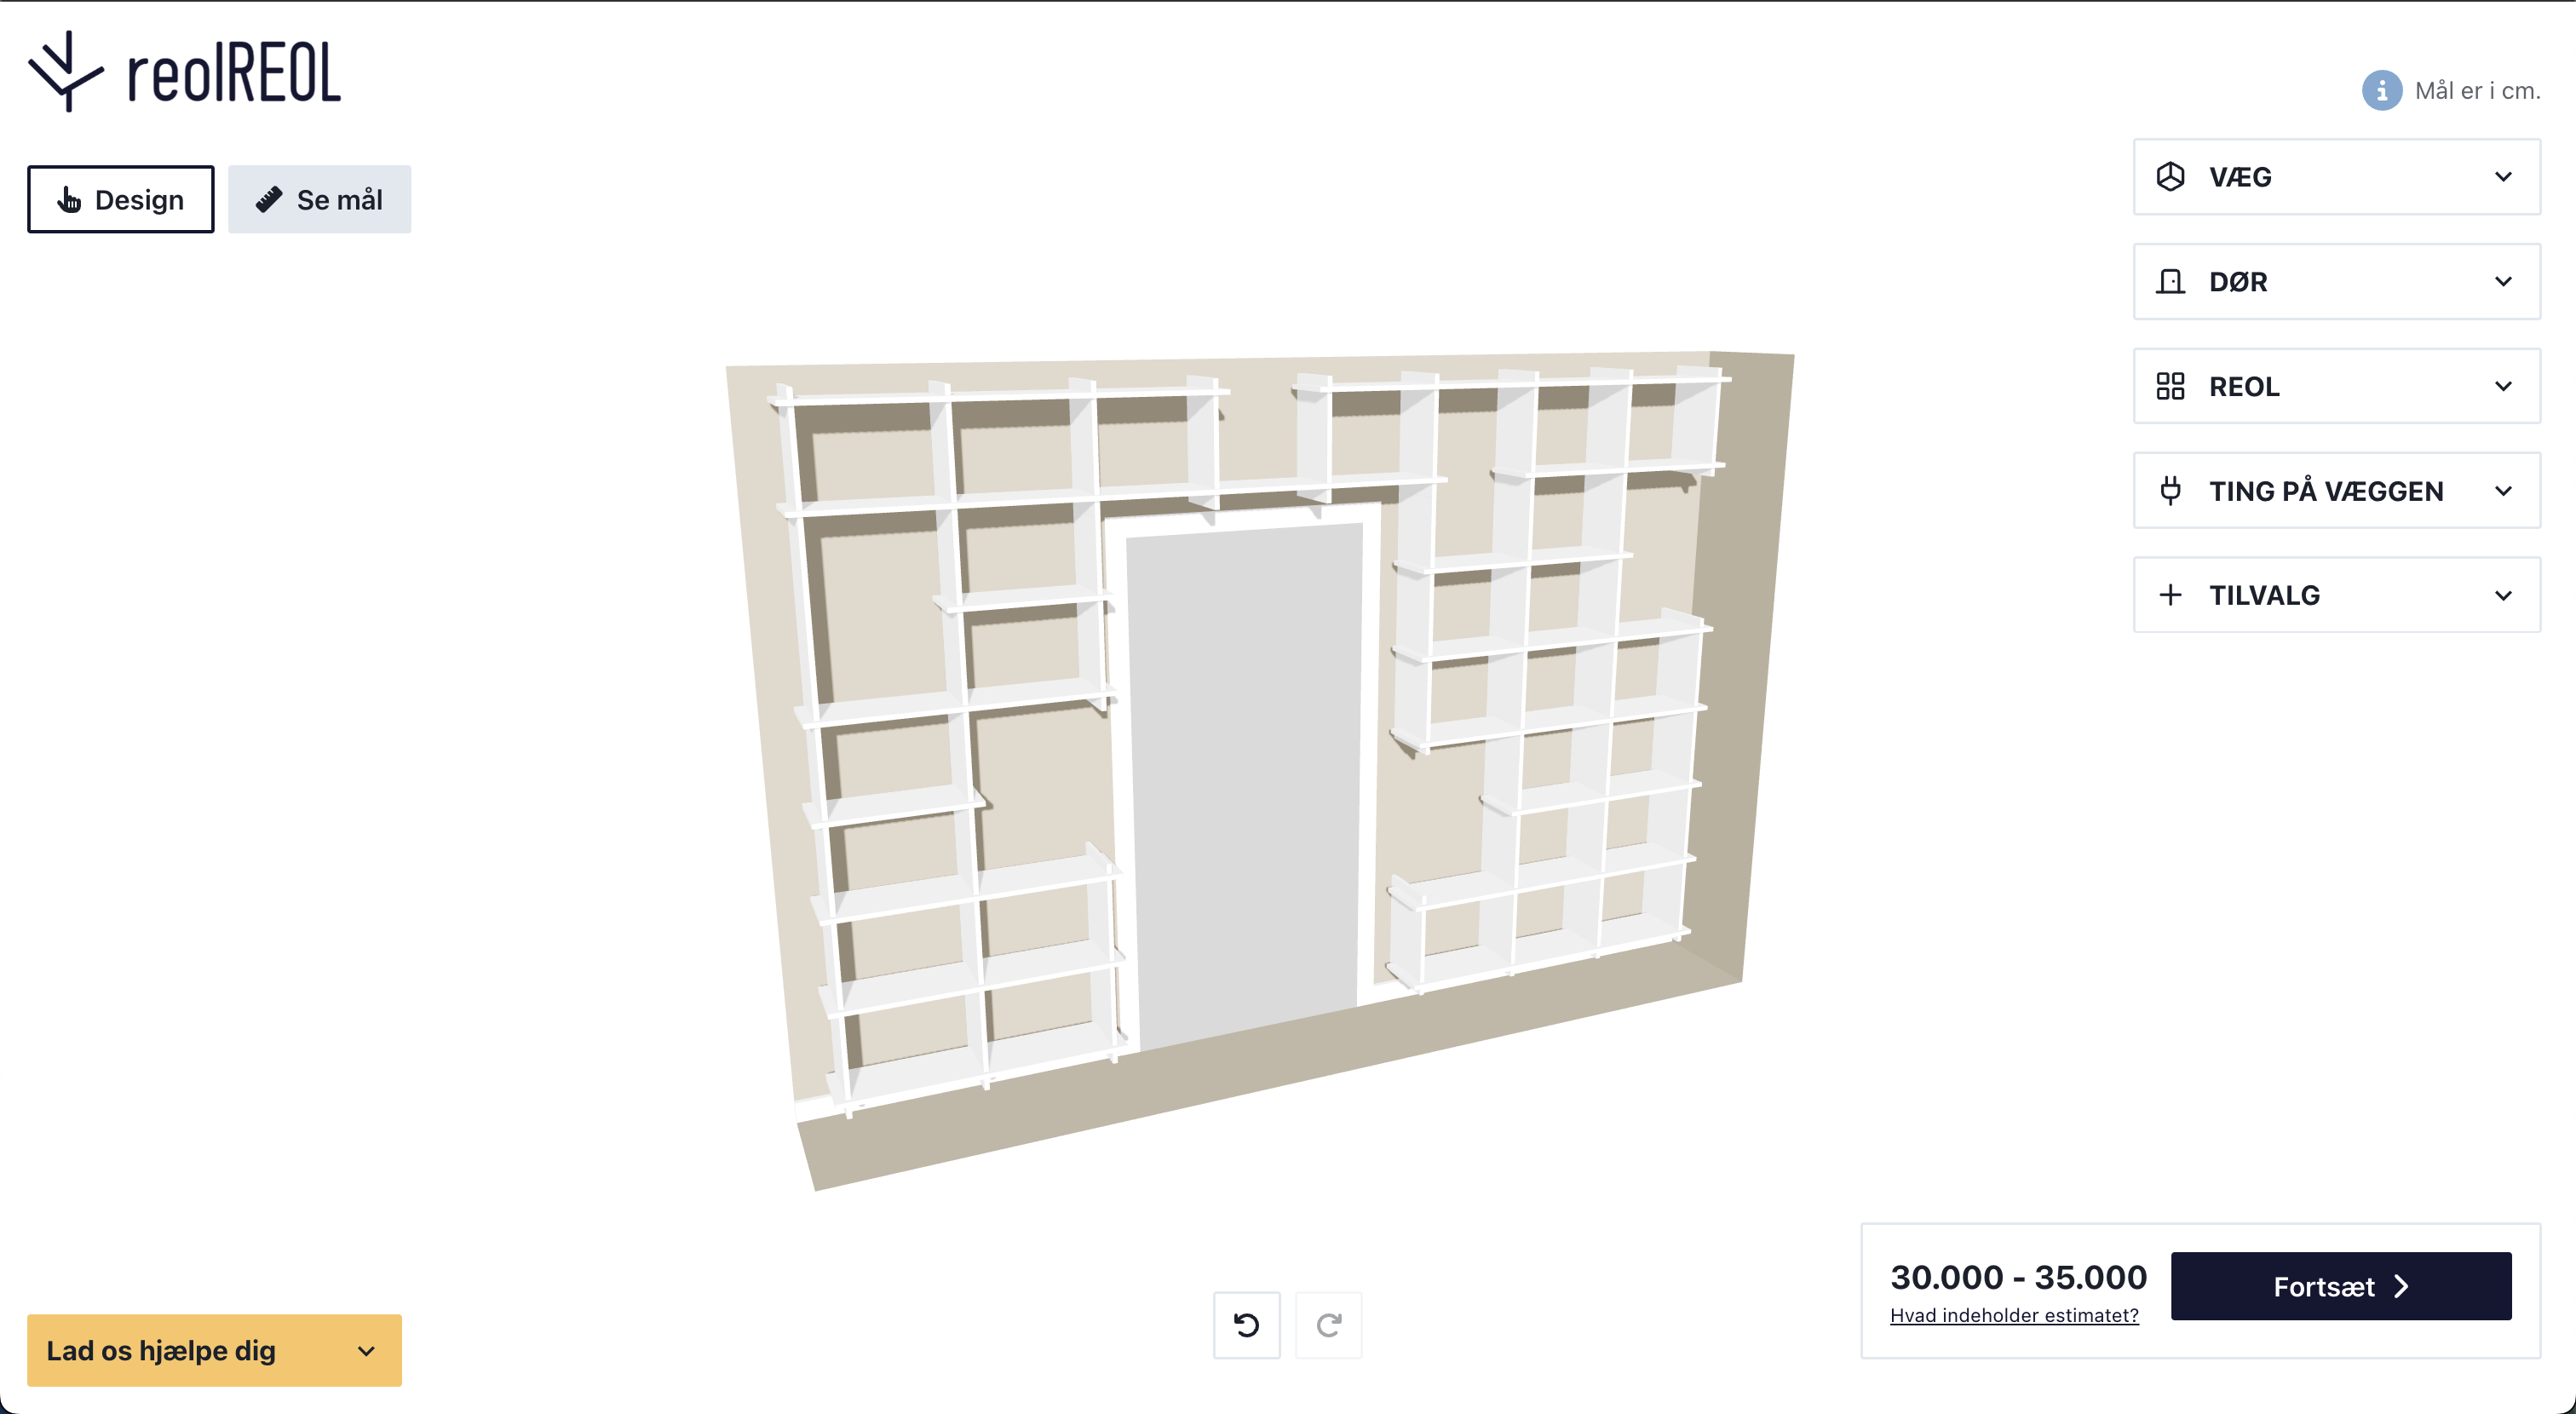 reolREOL
Mål er i cm.
Design
Se mål
VÆG
DØR
REOL
TING PÅ VÆGGEN
TILVALG
30.000 - 35.000
Hvad indeholder estimatet?
Fortsæt
Lad os hjælpe dig